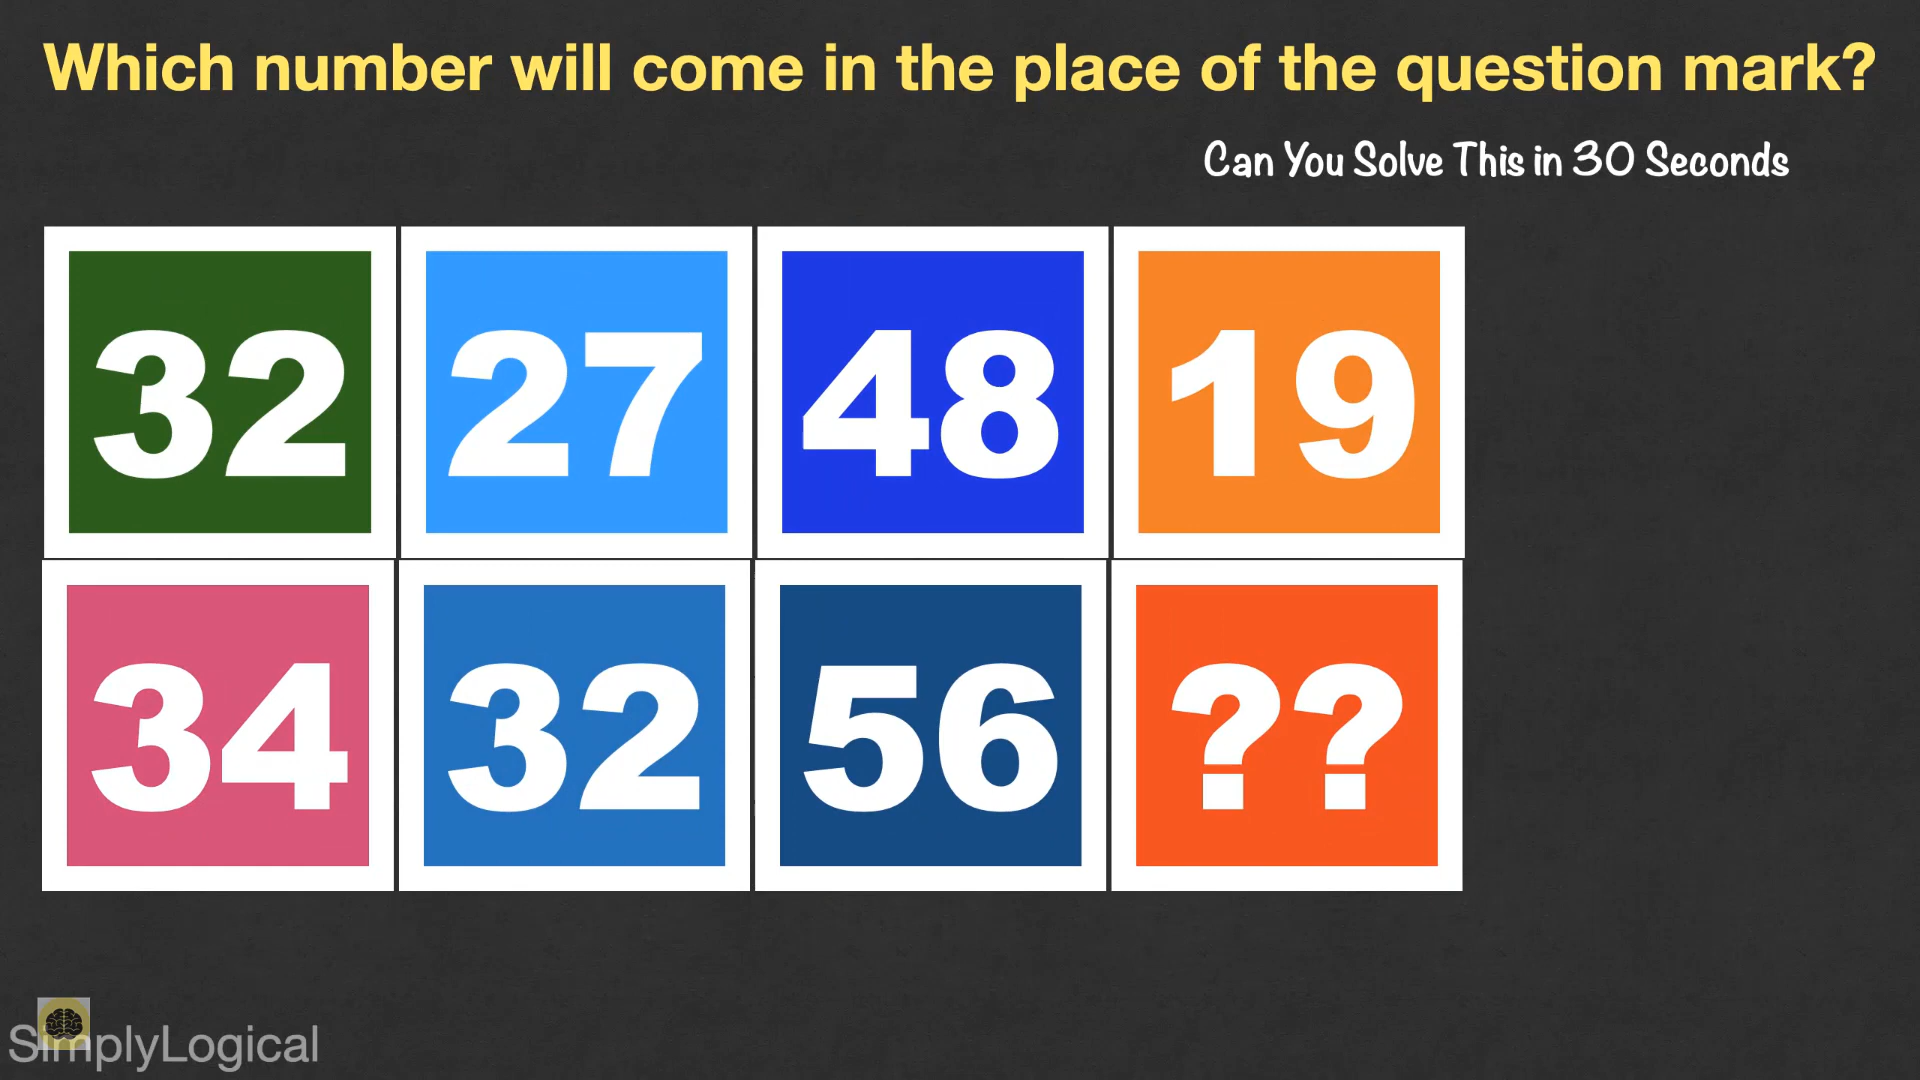 Which number will come in the place of the question mark?
Can You Solve This in 30 Seconds
32 27 48 19
34 32 56 ??
SimplyLogical